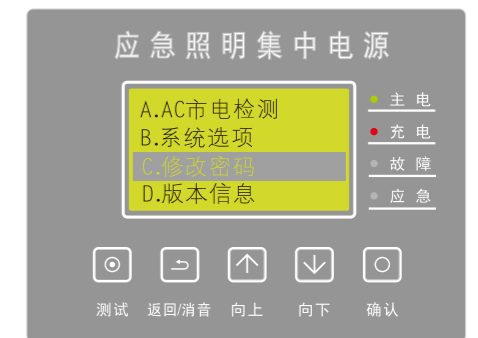 应急照明集中电源
A.AC市电检测
B.系统选项
C.修改密码
D.版本信息
主电
充电
故障
应急
测试 返回/消音 向上 向下 确认